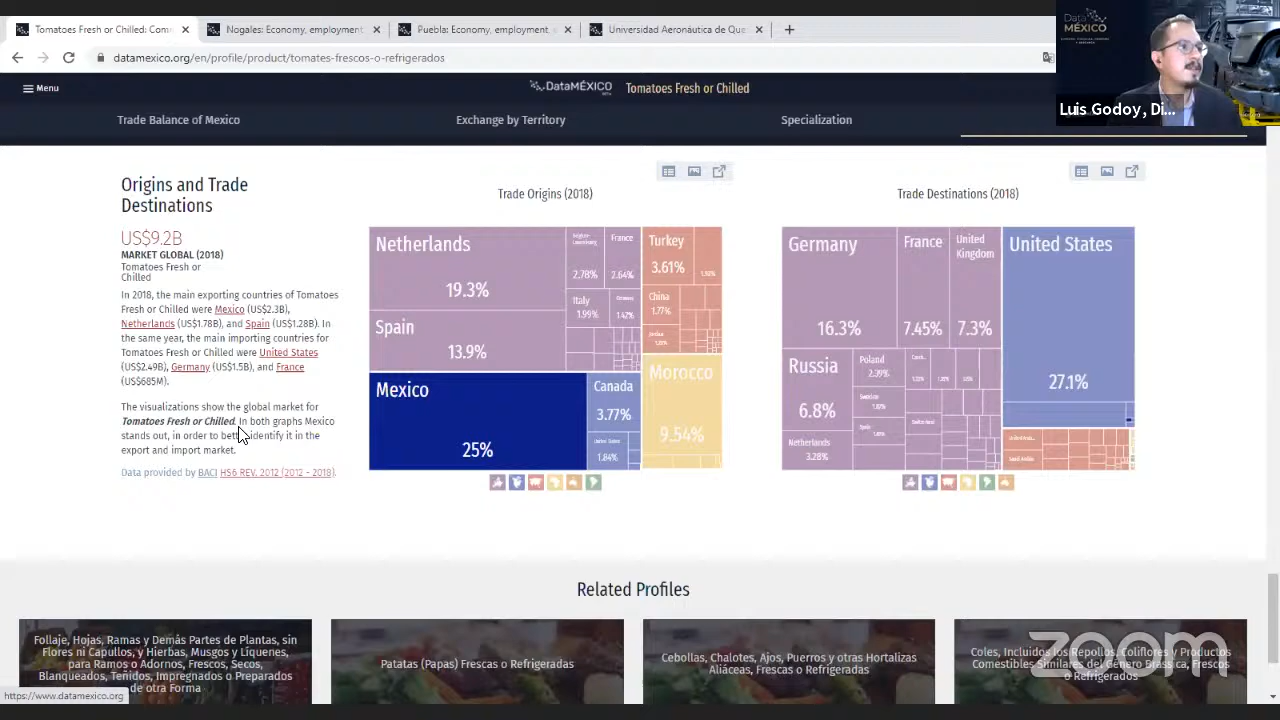 Tomatoes Fresh or Chilled: Com
Nogales: Economy, employment
Puebla: Economy, employment,
Universidad Aeronáutica de Que
datamexico.org/en/profile/product/tomates-frescos-o-refrigerados
Data
MÉXICO
Luis Godoy, Di...
Menu
DataMÉXICO
BETA
Tomatoes Fresh or Chilled
Trade Balance of Mexico
Exchange by Territory
Specialization
Origins and Trade
Destinations
US$9.2B
MARKET GLOBAL (2018)
Tomatoes Fresh or
Chilled
In 2018, the main exporting countries of Tomatoes
Fresh or Chilled were Mexico (US$2.3B),
Netherlands (US$1.78B), and Spain (US$1.28B). In
the same year, the main importing countries for
Tomatoes Fresh or Chilled were United States
(US$2.49B), Germany (US$1.5B), and France
(US$685M).
The visualizations show the global market for
Tomatoes Fresh or Chilled. In both graphs Mexico
stands out, in order to better identify it in the
export and import market.
Data provided by BACI HS6 REV. 2012 (2012 - 2018).
Trade Origins (2018)
Netherlands
19.3%
Spain
13.9%
Mexico
25%
2.78%
France
2.64%
Italy
1.99%
1.42%
Canada
3.77%
United States
1.84%
Turkey
3.61%
China
1.77%
Morocco
9.54%
Trade Destinations (2018)
Germany
16.3%
France
7.45%
United
Kingdom
7.3%
Russia
6.8%
Netherlands
3.28%
Poland
2.39%
Sweden
Spain
United States
27.1%
Saudi Arabia
Related Profiles
Follaje, Hojas, Ramas y Demás Partes de Plantas, sin
Flores ni Capullos, y Hierbas, Musgos y Líquenes,
para Ramos o Adornos, Frescos, Secos,
Blanqueados, Teñidos, Impregnados o Preparados
de otra Forma
Patatas (Papas) Frescas o Refrigeradas
Cebollas, Chalotes, Ajos, Puerros y otras Hortalizas
Aliáceas, Frescas o Refrigeradas
Coles, Incluidos los Repollos, Coliflores y Productos
Comestibles Similares del Género Brassica, Frescos
o Refrigerados
zoom
https://www.datamexico.org